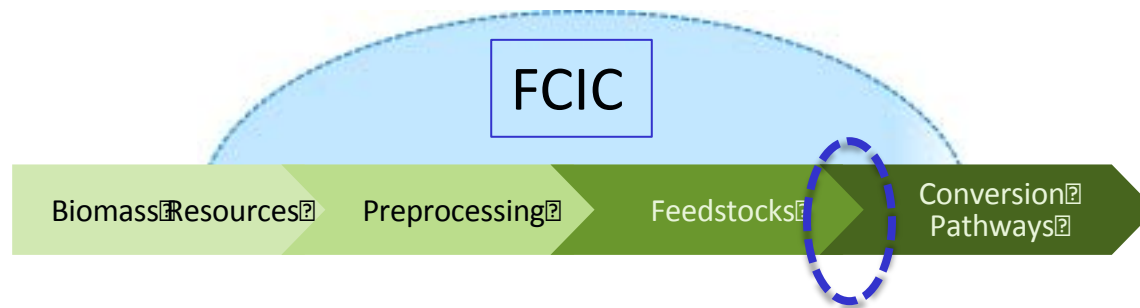 FCIC
Biomass Resources
Preprocessing
Feedstocks
Conversion
Pathways